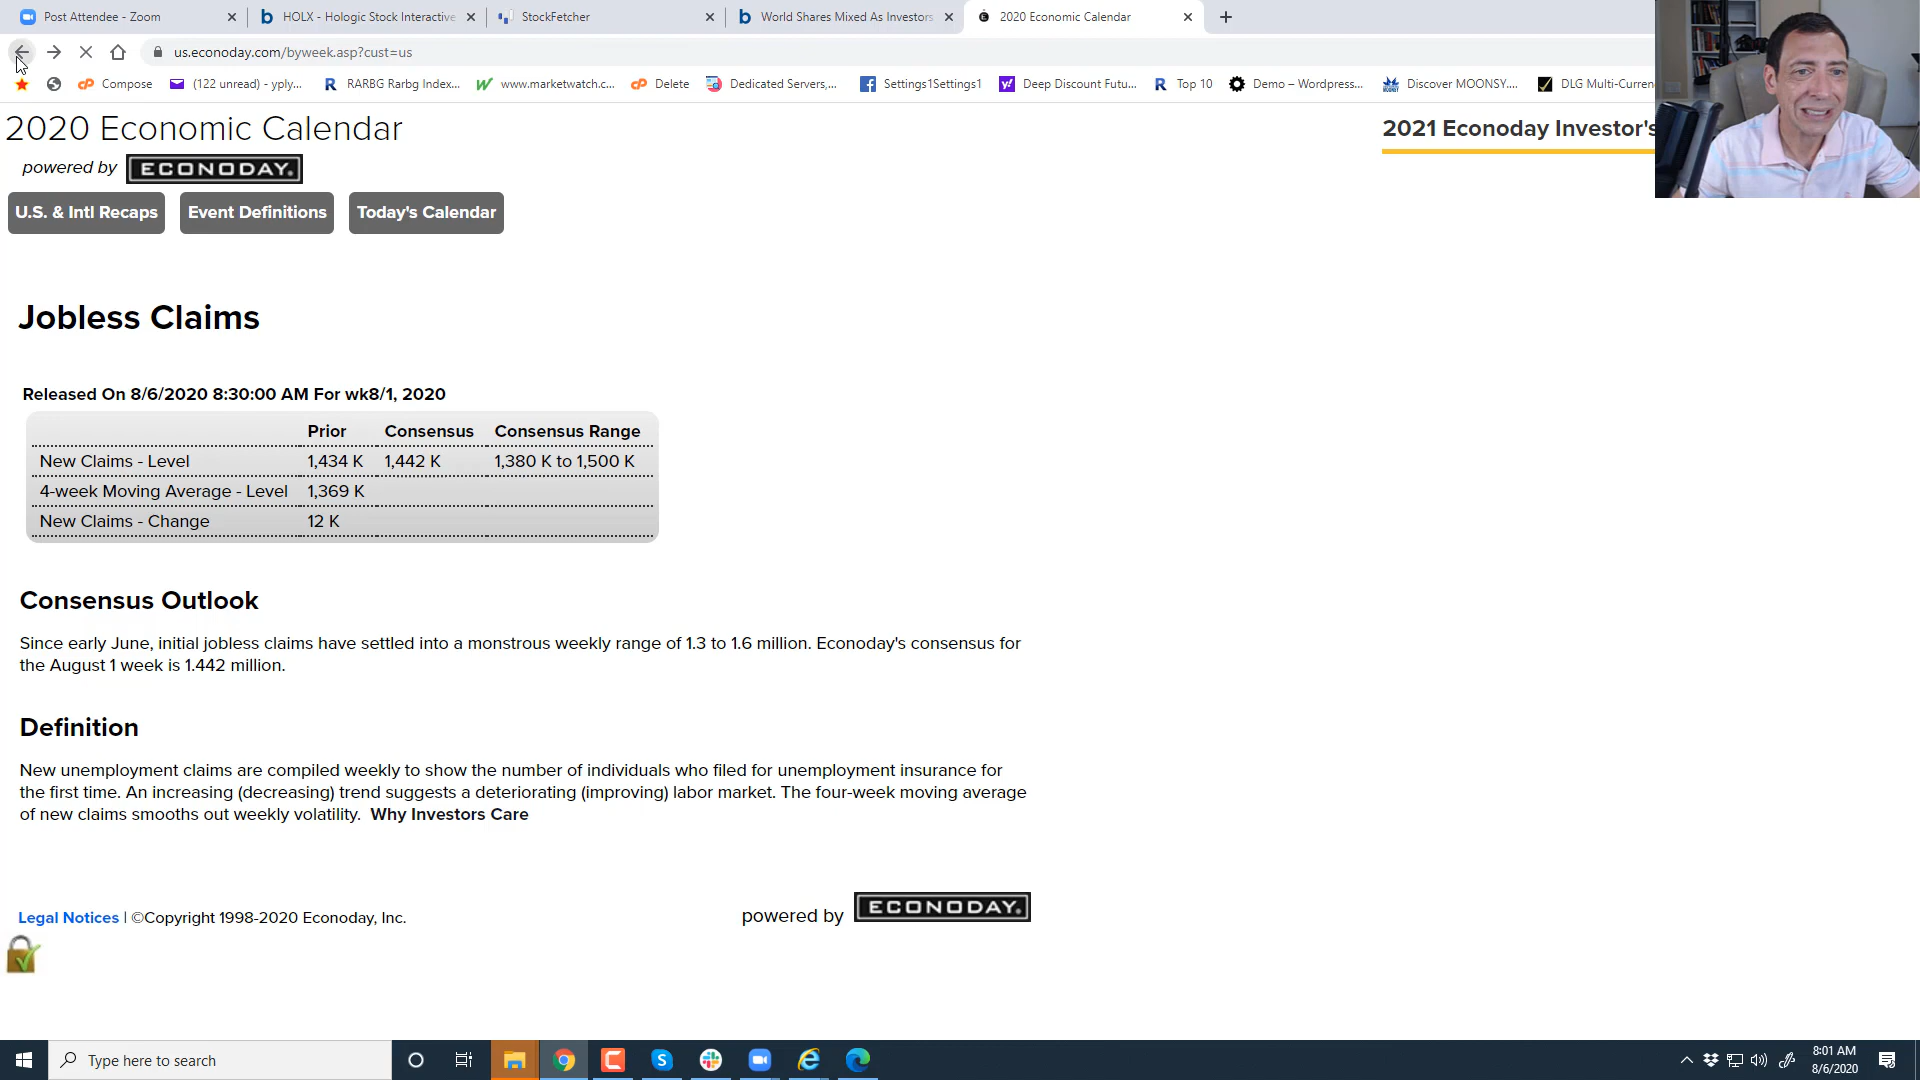 Post Attendee - Zoom
HOLX - Hologic Stock Interactive
StockFetcher
World Shares Mixed As Investors
2020 Economic Calendar
us.econoday.com/byweek.asp?cust=us
Compose
(122 unread) - yply...
RARBG Rarbg Index...
www.marketwatch.c...
Delete
Dedicated Servers,...
Settings1Settings1
Deep Discount Futu...
Top 10
Demo – Wordpress...
Discover MOONSY....
DLG Multi-Curren
2020 Economic Calendar
2021 Econoday Investor's
powered by ECONODAY.
U.S. & Intl Recaps
Event Definitions
Today's Calendar
Jobless Claims
Released On 8/6/2020 8:30:00 AM For wk8/1, 2020
Prior Consensus Consensus Range
New Claims - Level 1,434 K 1,442 K 1,380 K to 1,500 K
4-week Moving Average - Level 1,369 K
New Claims - Change 12 K
Consensus Outlook
Since early June, initial jobless claims have settled into a monstrous weekly range of 1.3 to 1.6 million. Econoday's consensus for
the August 1 week is 1.442 million.
Definition
New unemployment claims are compiled weekly to show the number of individuals who filed for unemployment insurance for
the first time. An increasing (decreasing) trend suggests a deteriorating (improving) labor market. The four-week moving average
of new claims smooths out weekly volatility. Why Investors Care
Legal Notices | ©Copyright 1998-2020 Econoday, Inc.
powered by ECONODAY.
Type here to search
8:01 AM
8/6/2020